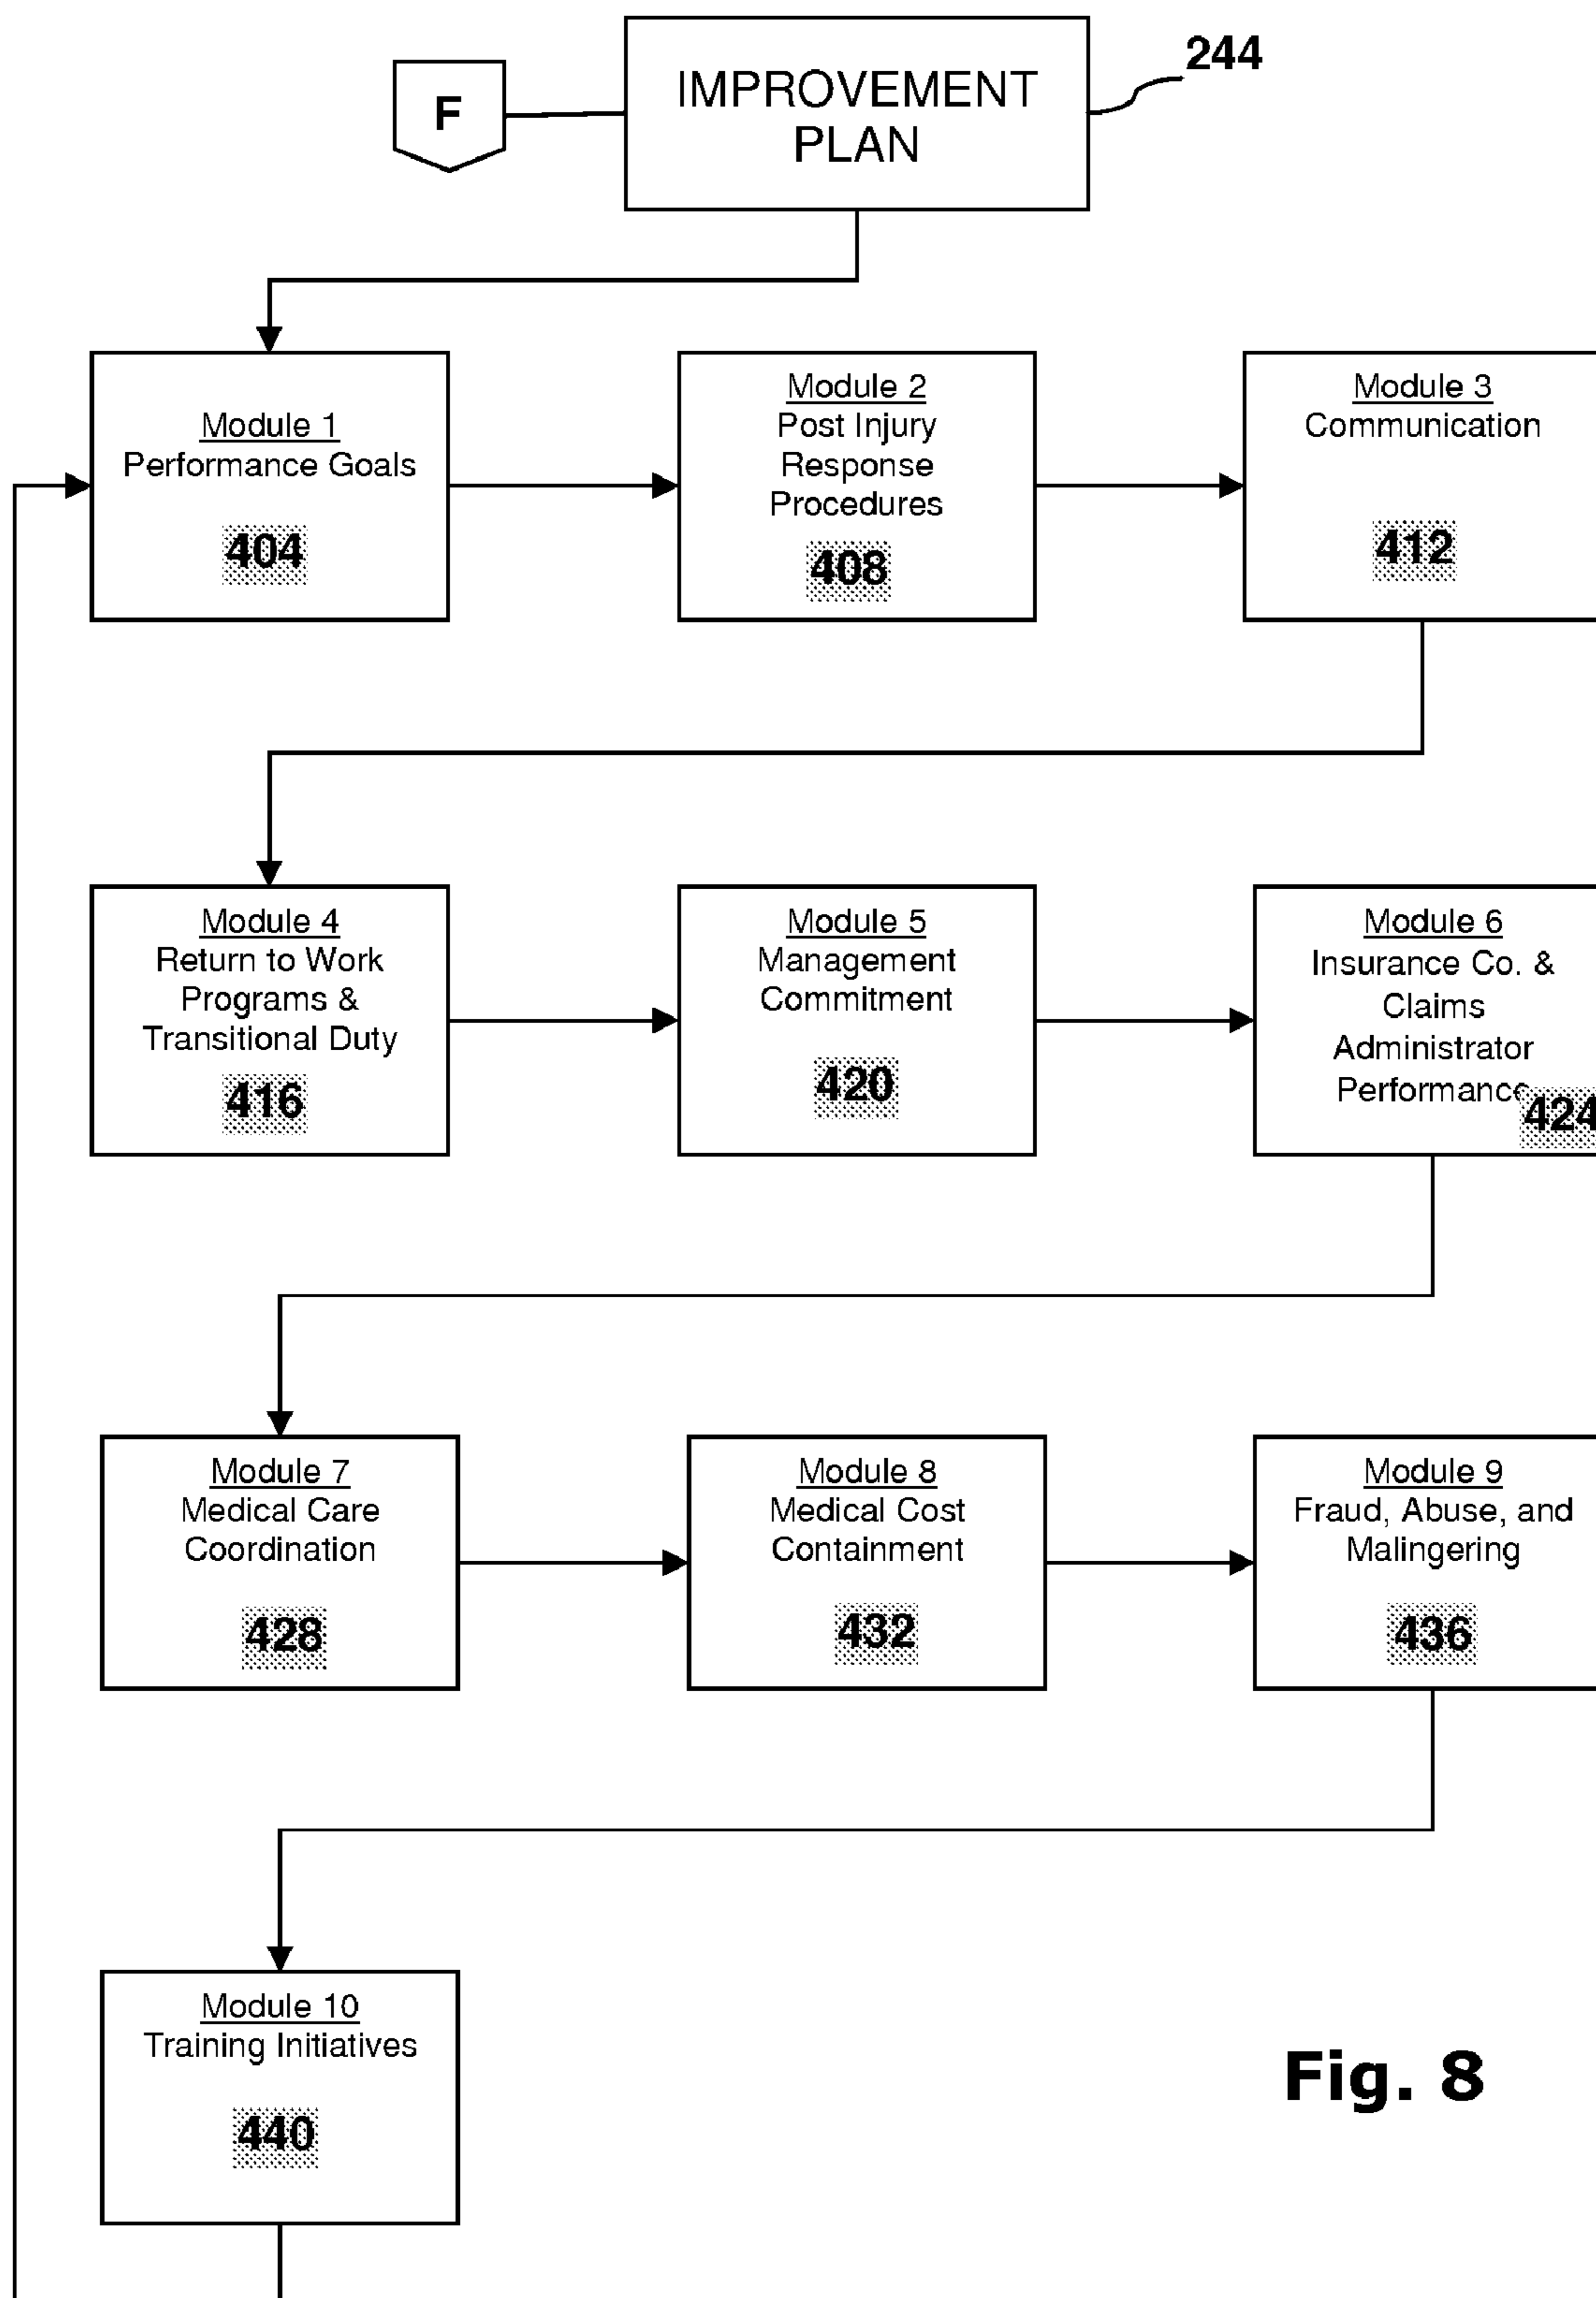 F
IMPROVEMENT
PLAN
244
Module 1
Performance Goals
404
Module 2
Post Injury
Response
Procedures
408
Module 3
Communication
412
Module 4
Return to Work
Programs &
Transitional Duty
416
Module 5
Management
Commitment
420
Module 6
Insurance Co. &
Claims
Administrator
Performance
424
Module 7
Medical Care
Coordination
428
Module 8
Medical Cost
Containment
432
Module 9
Fraud, Abuse, and
Malingering
436
Module 10
Training Initiatives
440
Fig. 8